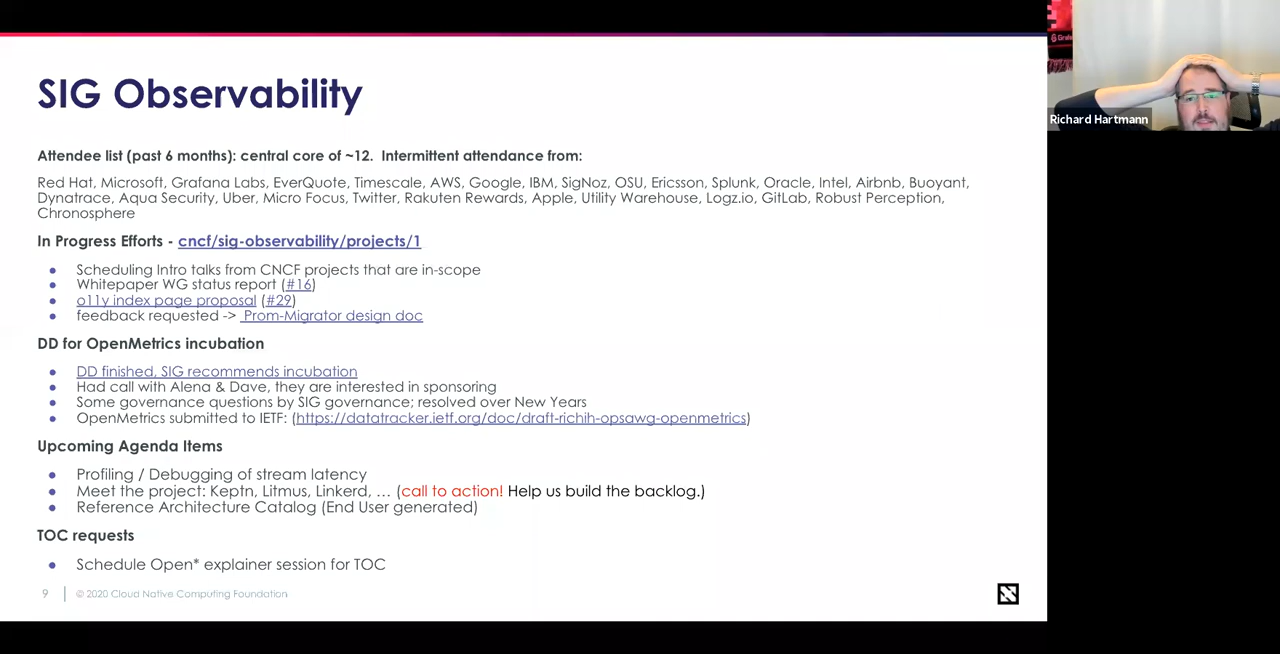 SIG Observability
Attendee list (past 6 months): central core of ~12. Intermittent attendance from:
Red Hat, Microsoft, Grafana Labs, EverQuote, Timescale, AWS, Google, IBM, SigNoz, OSU, Ericsson, Splunk, Oracle, Intel, Airbnb, Buoyant,
Dynatrace, Aqua Security, Uber, Micro Focus, Twitter, Rakuten Rewards, Apple, Utility Warehouse, Logz.io, GitLab, Robust Perception,
Chronosphere
In Progress Efforts - cncf/sig-observability/projects/1
● Scheduling Intro talks from CNCF projects that are in-scope
● Whitepaper WG status report (#16)
● o11y index page proposal (#29)
● feedback requested -> Prom-Migrator design doc
DD for OpenMetrics incubation
● DD finished, SIG recommends incubation
● Had call with Alena & Dave, they are interested in sponsoring
● Some governance questions by SIG governance; resolved over New Years
● OpenMetrics submitted to IETF: (https://datatracker.ietf.org/doc/draft-richih-opsawg-openmetrics)
Upcoming Agenda Items
● Profiling / Debugging of stream latency
● Meet the project: Keptn, Litmus, Linkerd, … (call to action! Help us build the backlog.)
● Reference Architecture Catalog (End User generated)
TOC requests
● Schedule Open* explainer session for TOC
9 | © 2020 Cloud Native Computing Foundation
Richard Hartmann